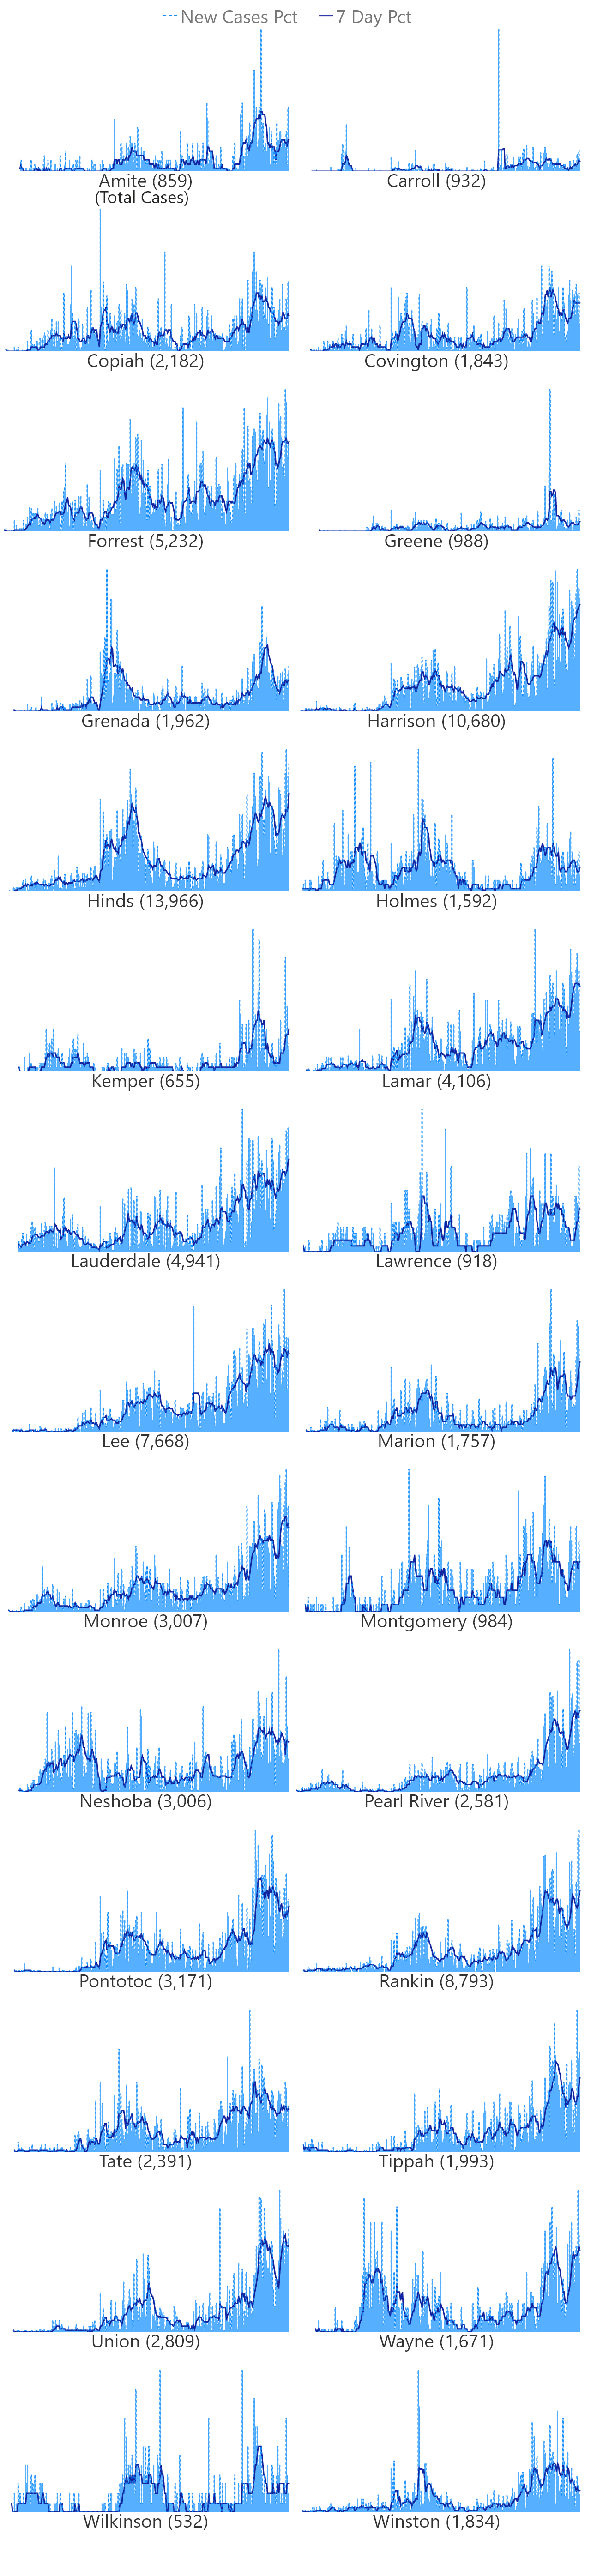 New Cases Pct 7 Day Pct
Amite (859) Carroll (932)
(Total Cases)
Copiah (2,182) Covington (1,843)
Forrest (5,232) Greene (988)
Grenada (1,962) Harrison (10,680)
Hinds (13,966) Holmes (1,592)
Kemper (655) Lamar (4,106)
Lauderdale (4,941) Lawrence (918)
Lee (7,668) Marion (1,757)
Monroe (3,007) Montgomery (984)
Neshoba (3,006) Pearl River (2,581)
Pontotoc (3,171) Rankin (8,793)
Tate (2,391) Tippah (1,993)
Union (2,809) Wayne (1,671)
Wilkinson (532) Winston (1,834)